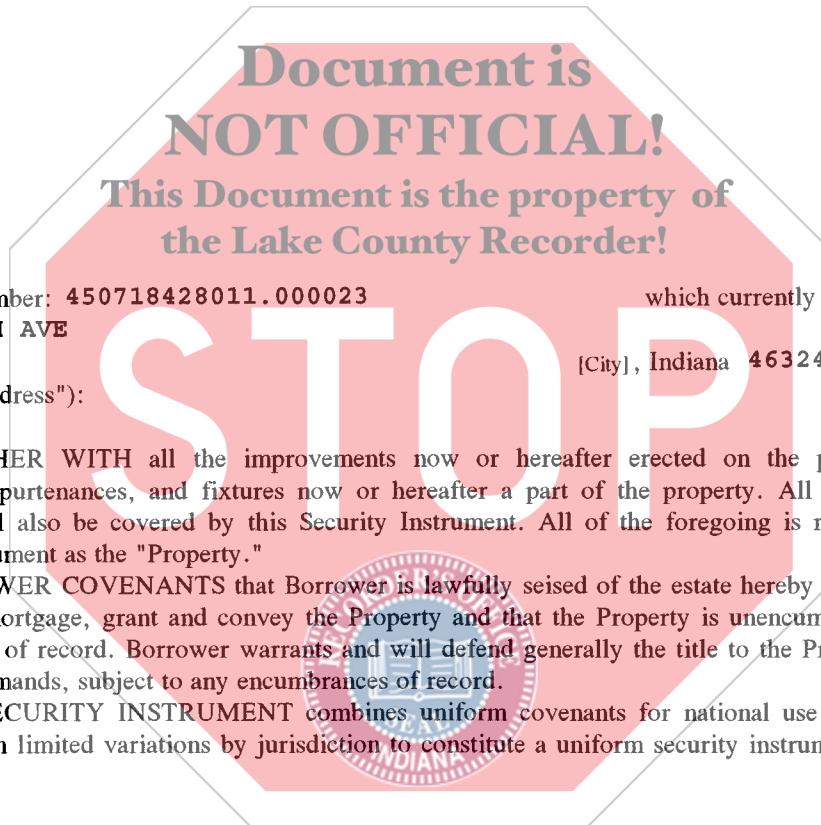 Document is
NOT OFFICIAL!
This Document is the property of
the Lake County Recorder!
mber: 450718428011.000023 which currently
AVE
[City], Indiana 46324
dress"):
STOP
HER WITH all the improvements now or hereafter erected on the p
purtenances, and fixtures now or hereafter a part of the property. All
l also be covered by this Security Instrument. All of the foregoing is r
ument as the "Property."
WER COVENANTS that Borrower is lawfully seised of the estate hereby
ortgage, grant and convey the Property and that the Property is unencum
of record. Borrower warrants and will defend generally the title to the Pr
mands, subject to any encumbrances of record.
ECURITY INSTRUMENT combines uniform covenants for national use
n limited variations by jurisdiction to constitute a uniform security instrum
RECORDER'S OFFICE
SEAL
INDIANA